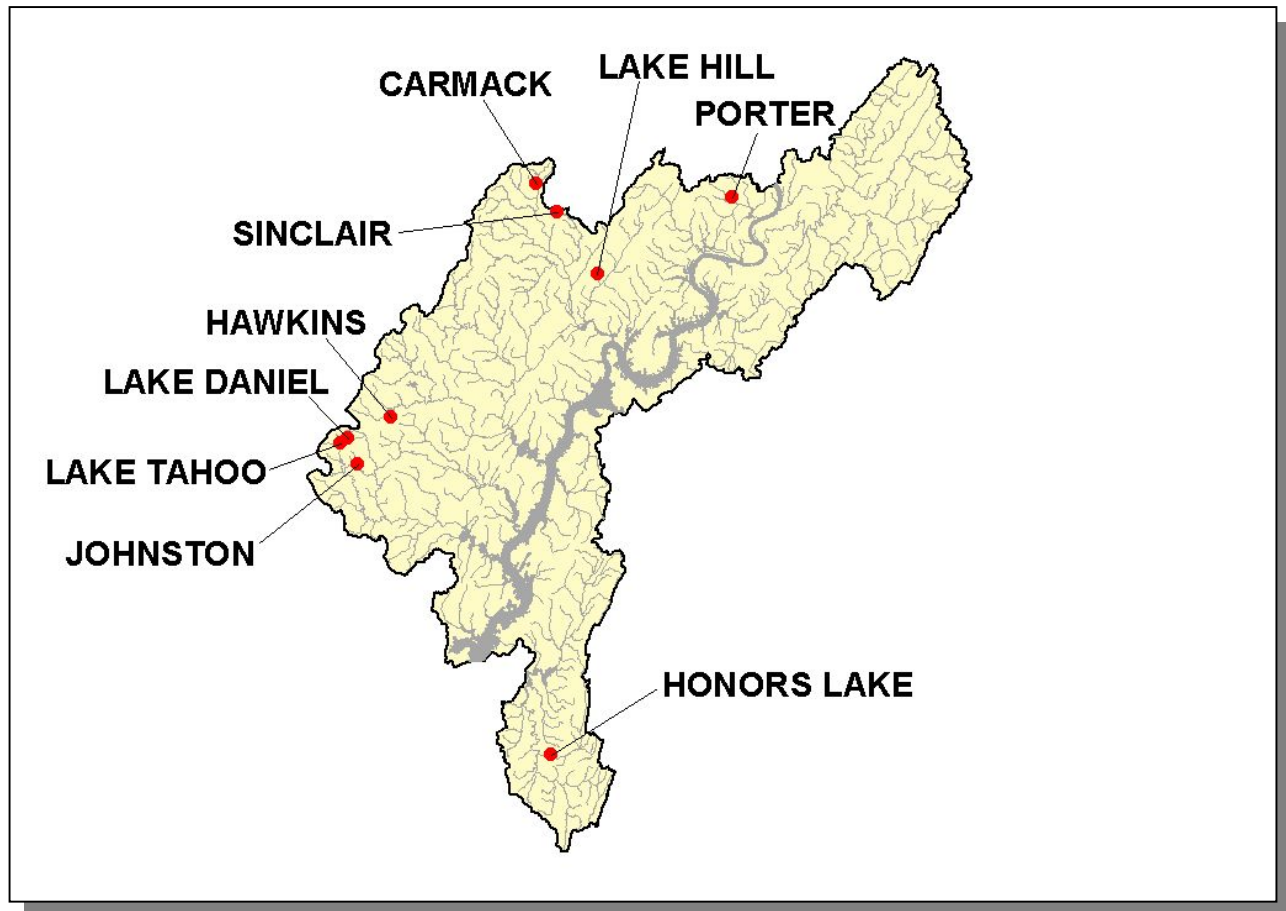 LAKE HILL
CARMACK
PORTER
SINCLAIR
HAWKINS
LAKE DANIEL
LAKE TAHOO
JOHNSTON
HONORS LAKE